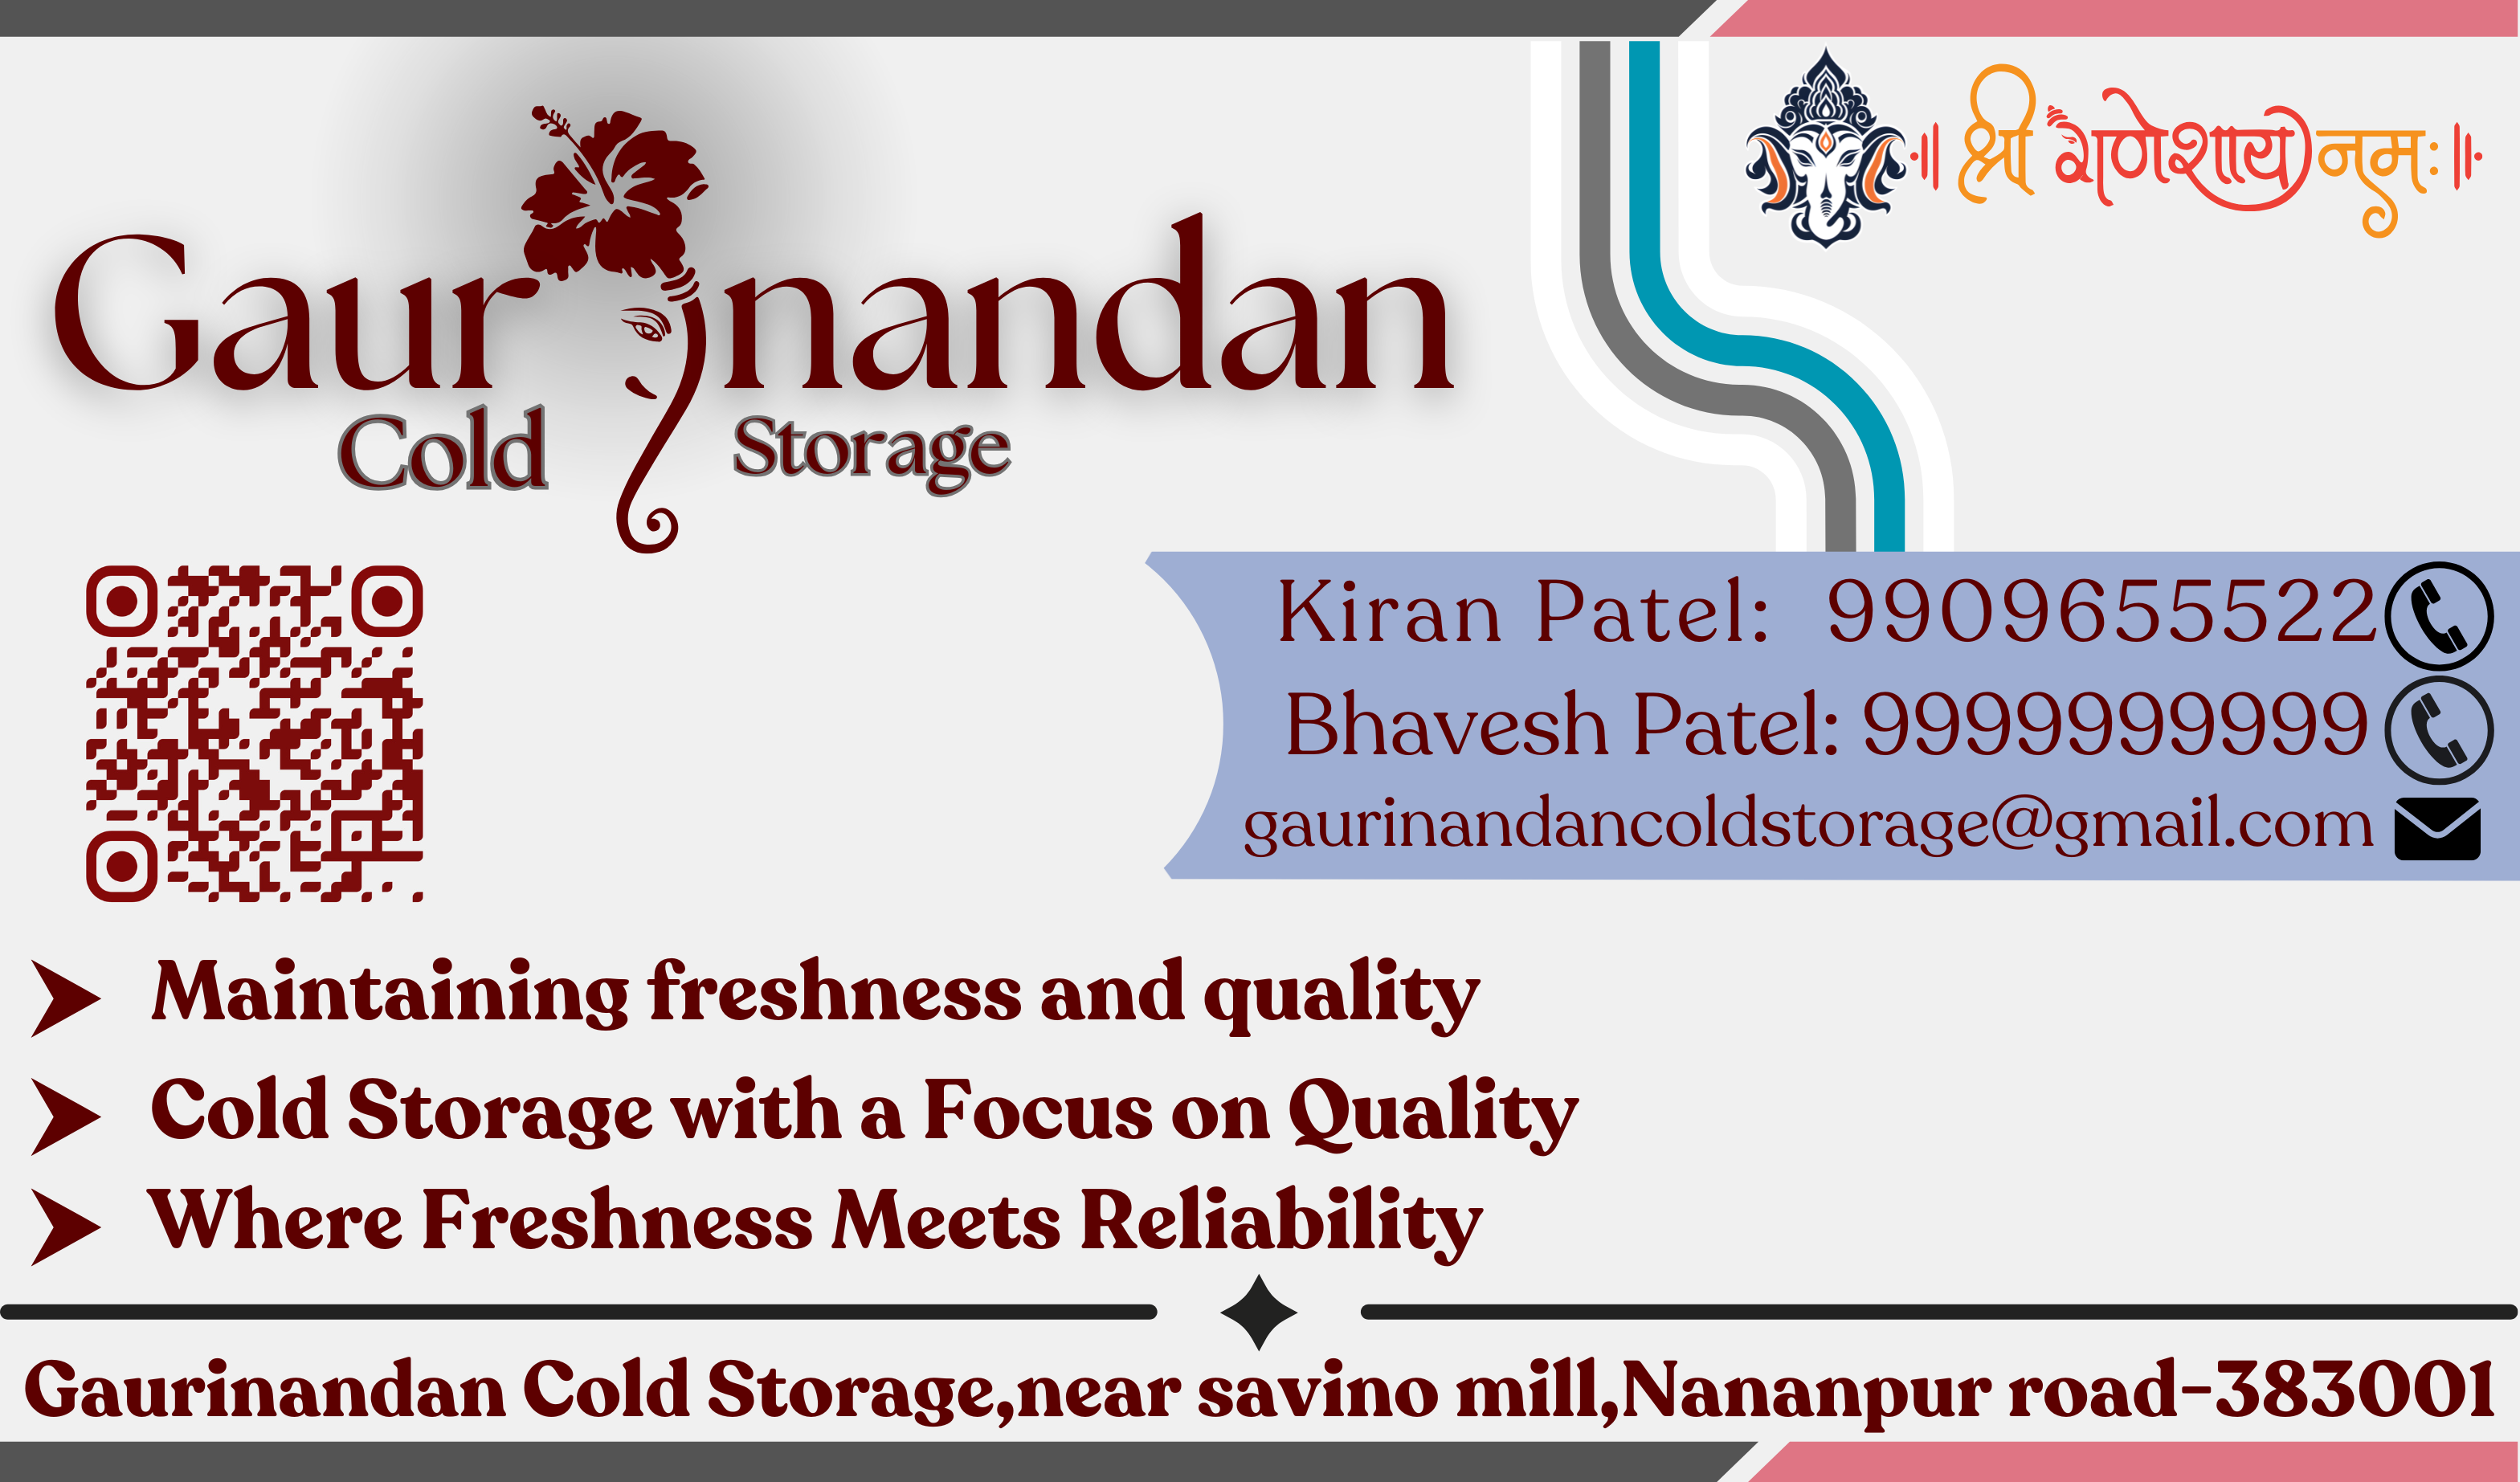 ॥ श्री गणेशाय नमः ॥
Gaurinandan
Cold Storage
Kiran Patel: 9909655522
Bhavesh Patel: 9999999999
gaurinandancoldstorage@gmail.com
Maintaining freshness and quality
Cold Storage with a Focus on Quality
Where Freshness Meets Reliability
Gaurinandan Cold Storage,near savino mill,Nananpur road-383001